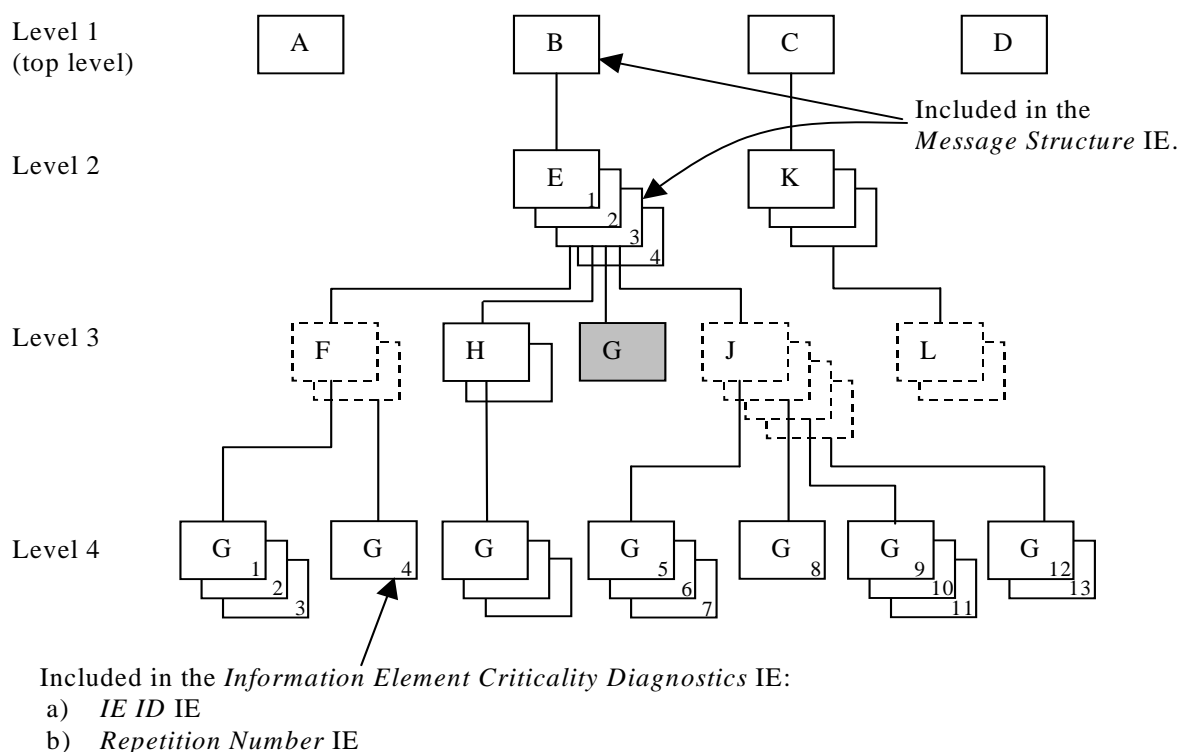 Level 1
(top level)
A
B
C
D
Included in the
Message Structure IE.
Level 2
E
1
2
3
4
K
Level 3
F
H
G
J
L
Level 4
G
1
2
3
G
4
G
G
5
6
7
G
8
G
9
10
11
G
12
13
Included in the Information Element Criticality Diagnostics IE:
a) IE ID IE
b) Repetition Number IE